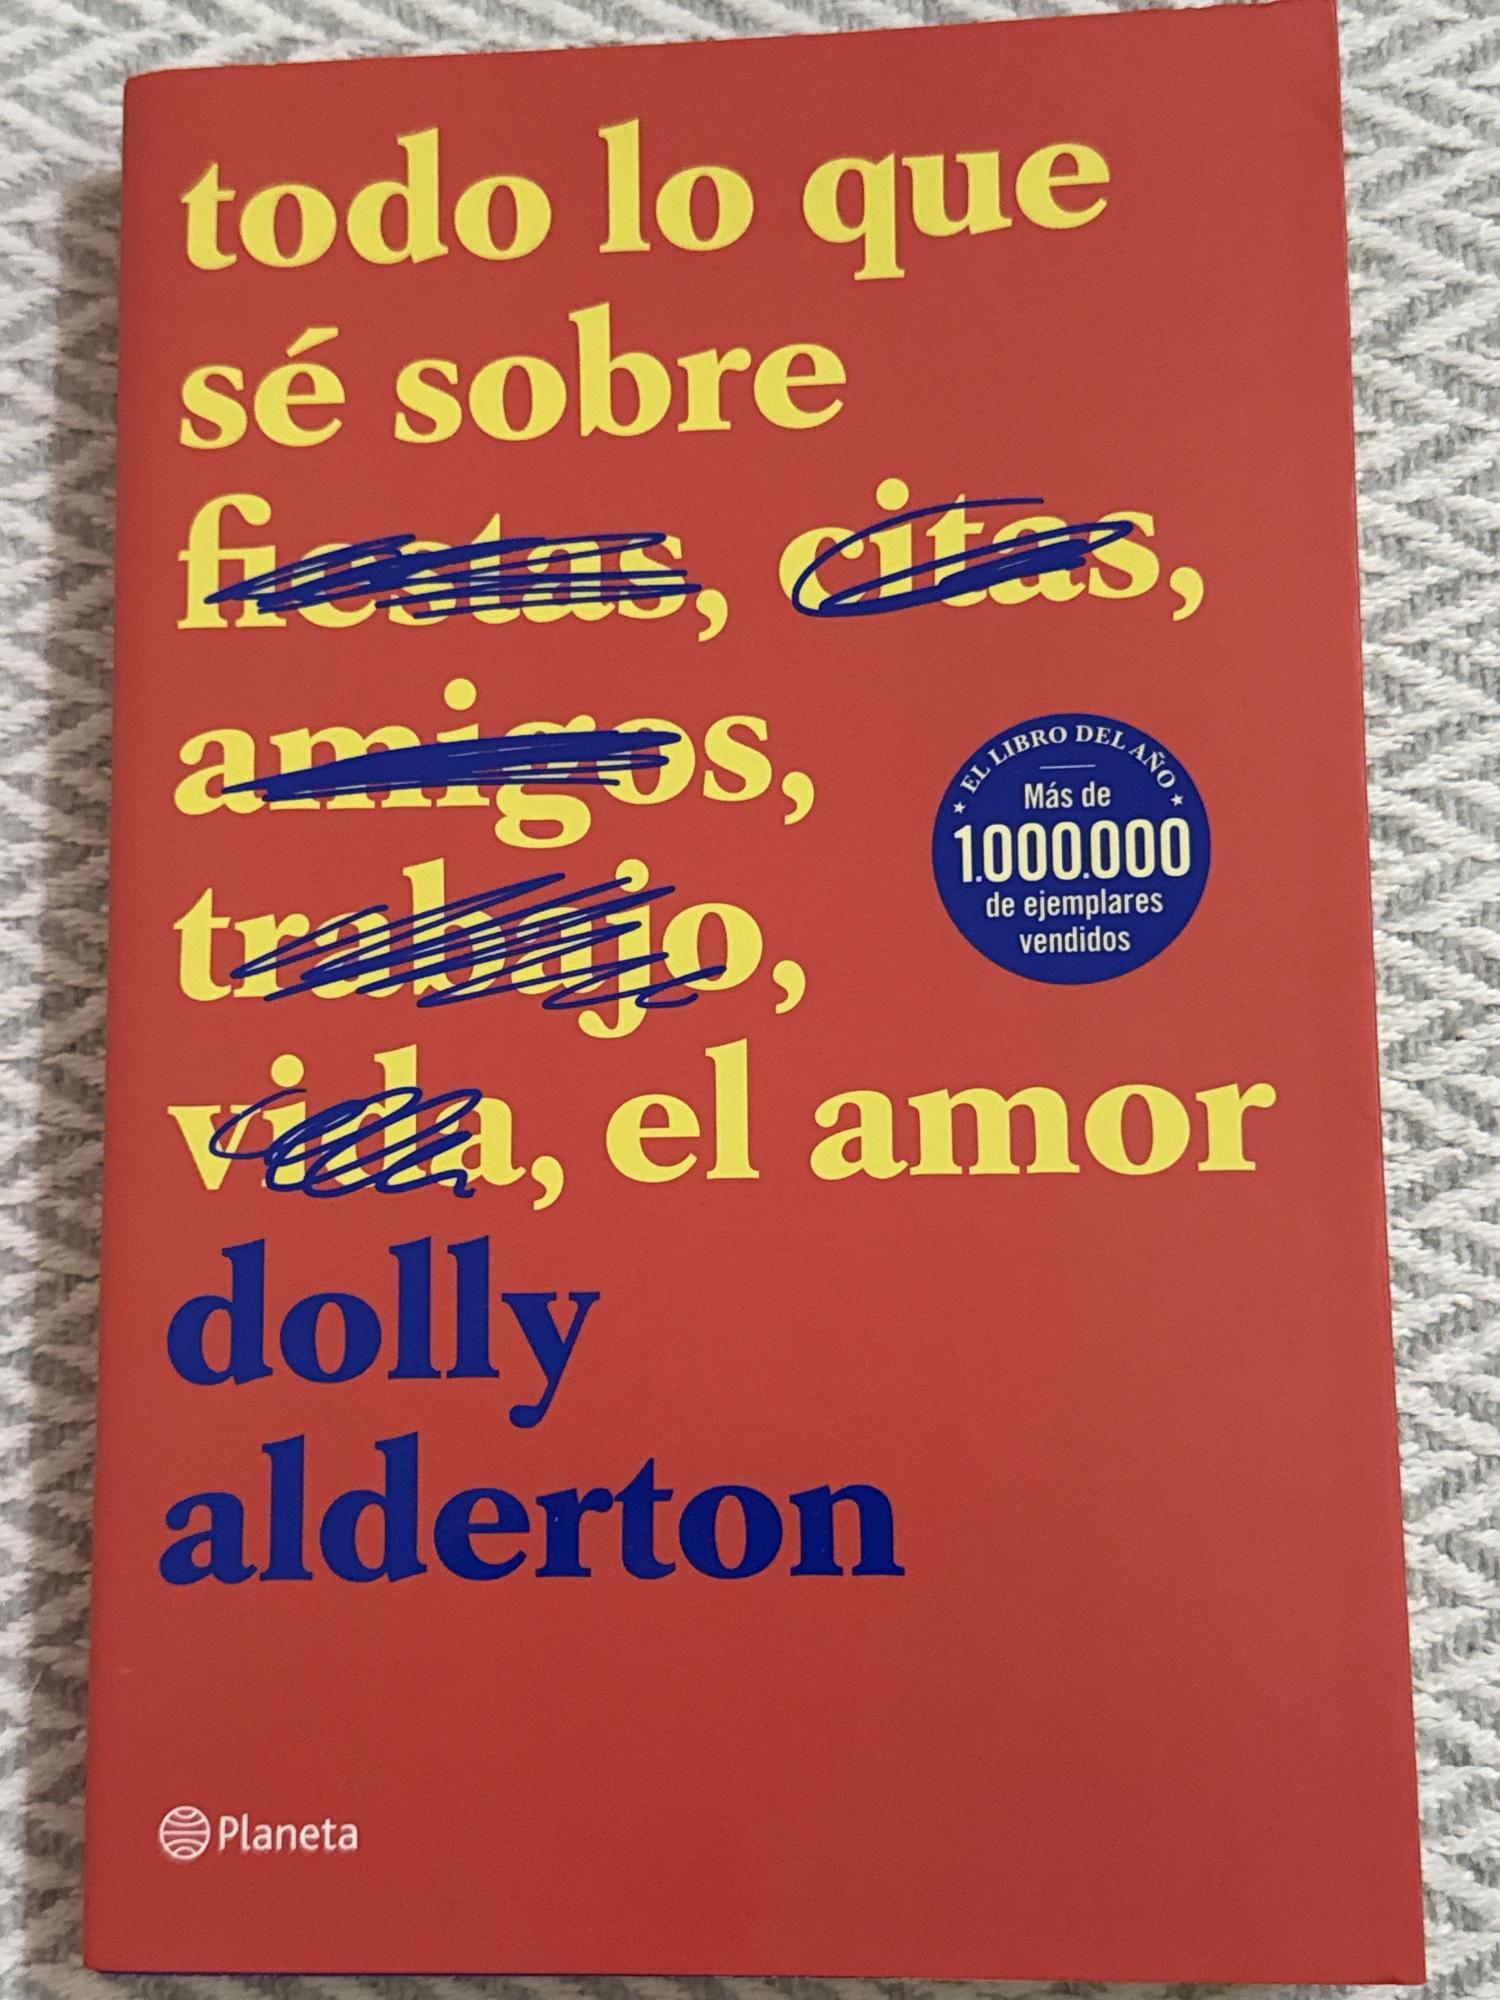 todo lo que
sé sobre
fiestas, citas,
amigos,
trabajo,
vida, el amor
EL LIBRO DEL AÑO
Más de
1.000.000
de ejemplares
vendidos
dolly
alderton
Planeta